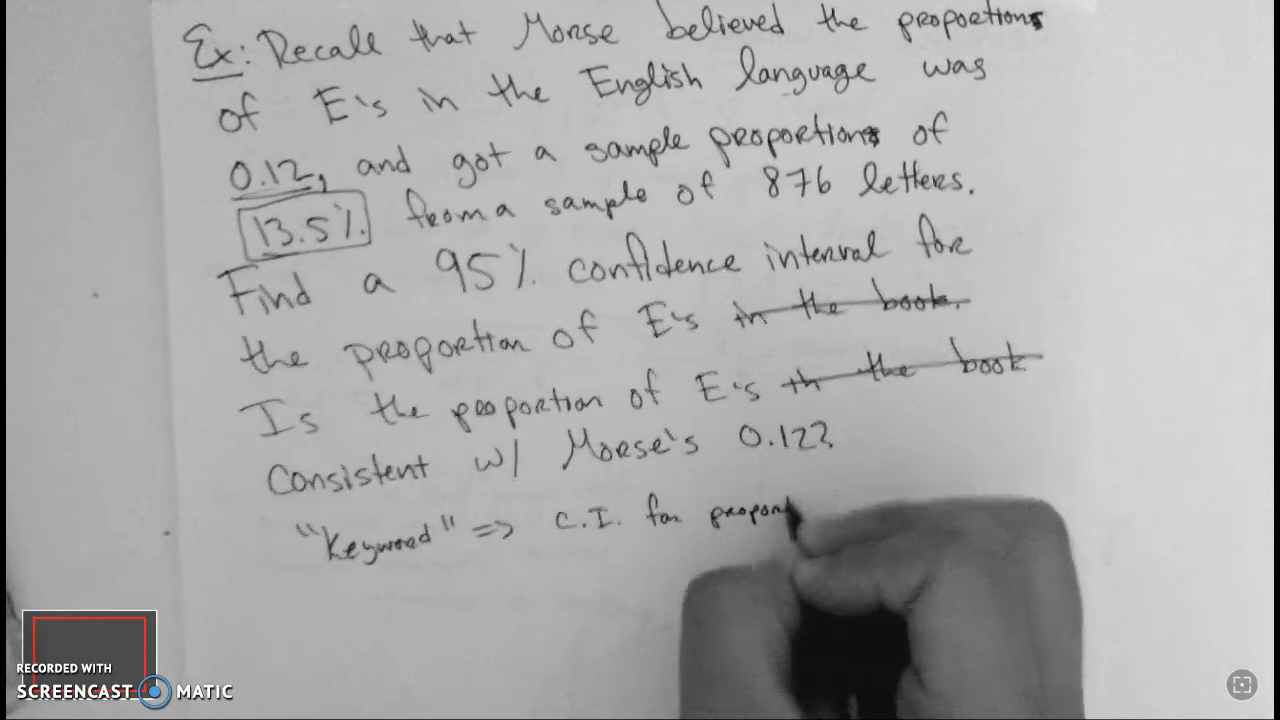 Ex: Recall that Morse believed the proportions
of E's in the English language was
0.12, and got a sample proportions of
13.5% from a sample of 876 letters.
Find a 95% confidence interval for
the proportion of E's in the book.
Is the proportion of E's in the book
Consistent w/ Morse's 0.12?
"Keyword" => C.I. for proport
RECORDED WITH
SCREENCAST MATIC